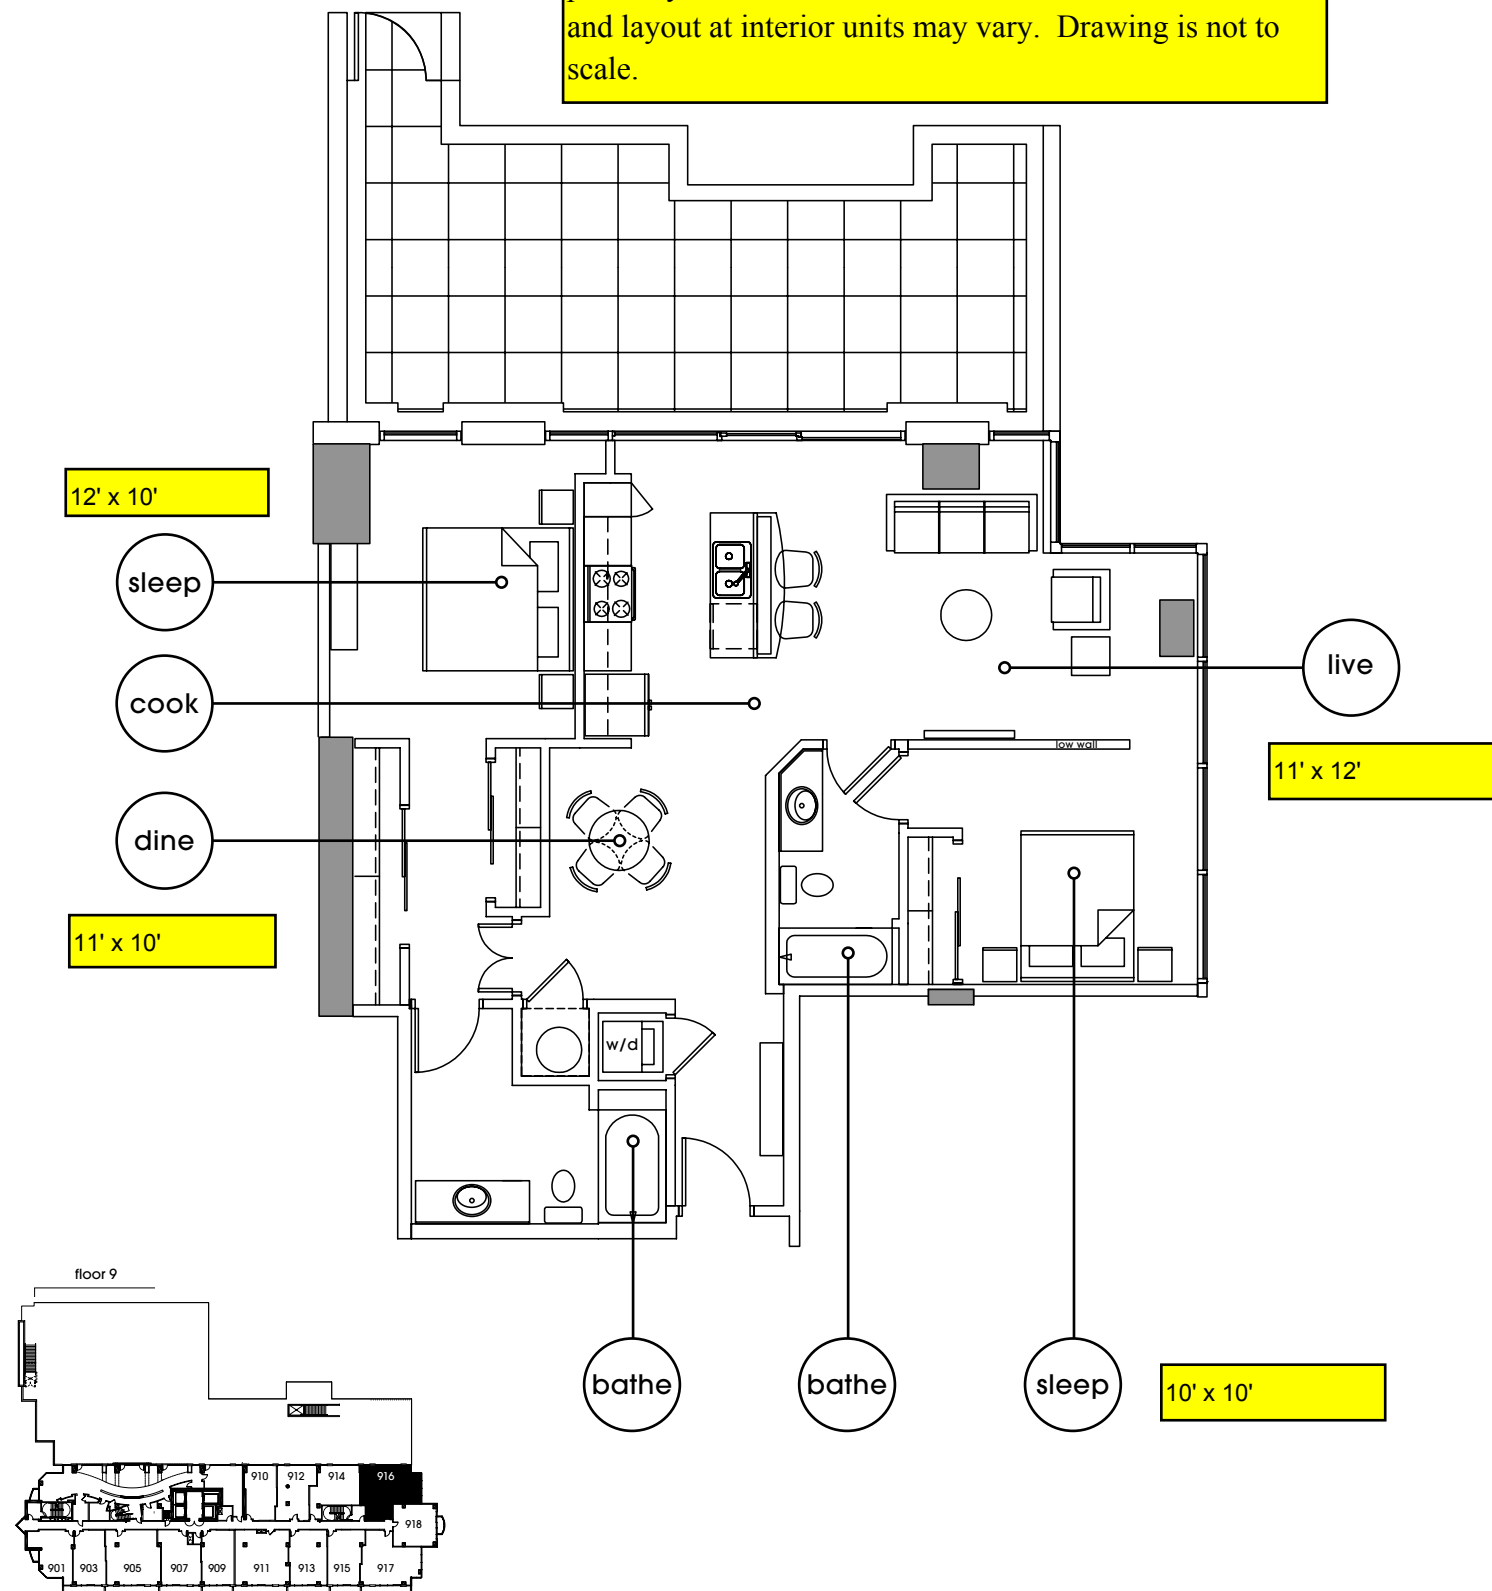 and layout at interior units may vary. Drawing is not to
scale.
12' x 10'
sleep
cook
live
low wall
11' x 12'
dine
11' x 10'
w/d
floor 9
bathe
bathe
sleep
10' x 10'
910
912
914
916
918
901
903
905
907
909
911
913
915
917